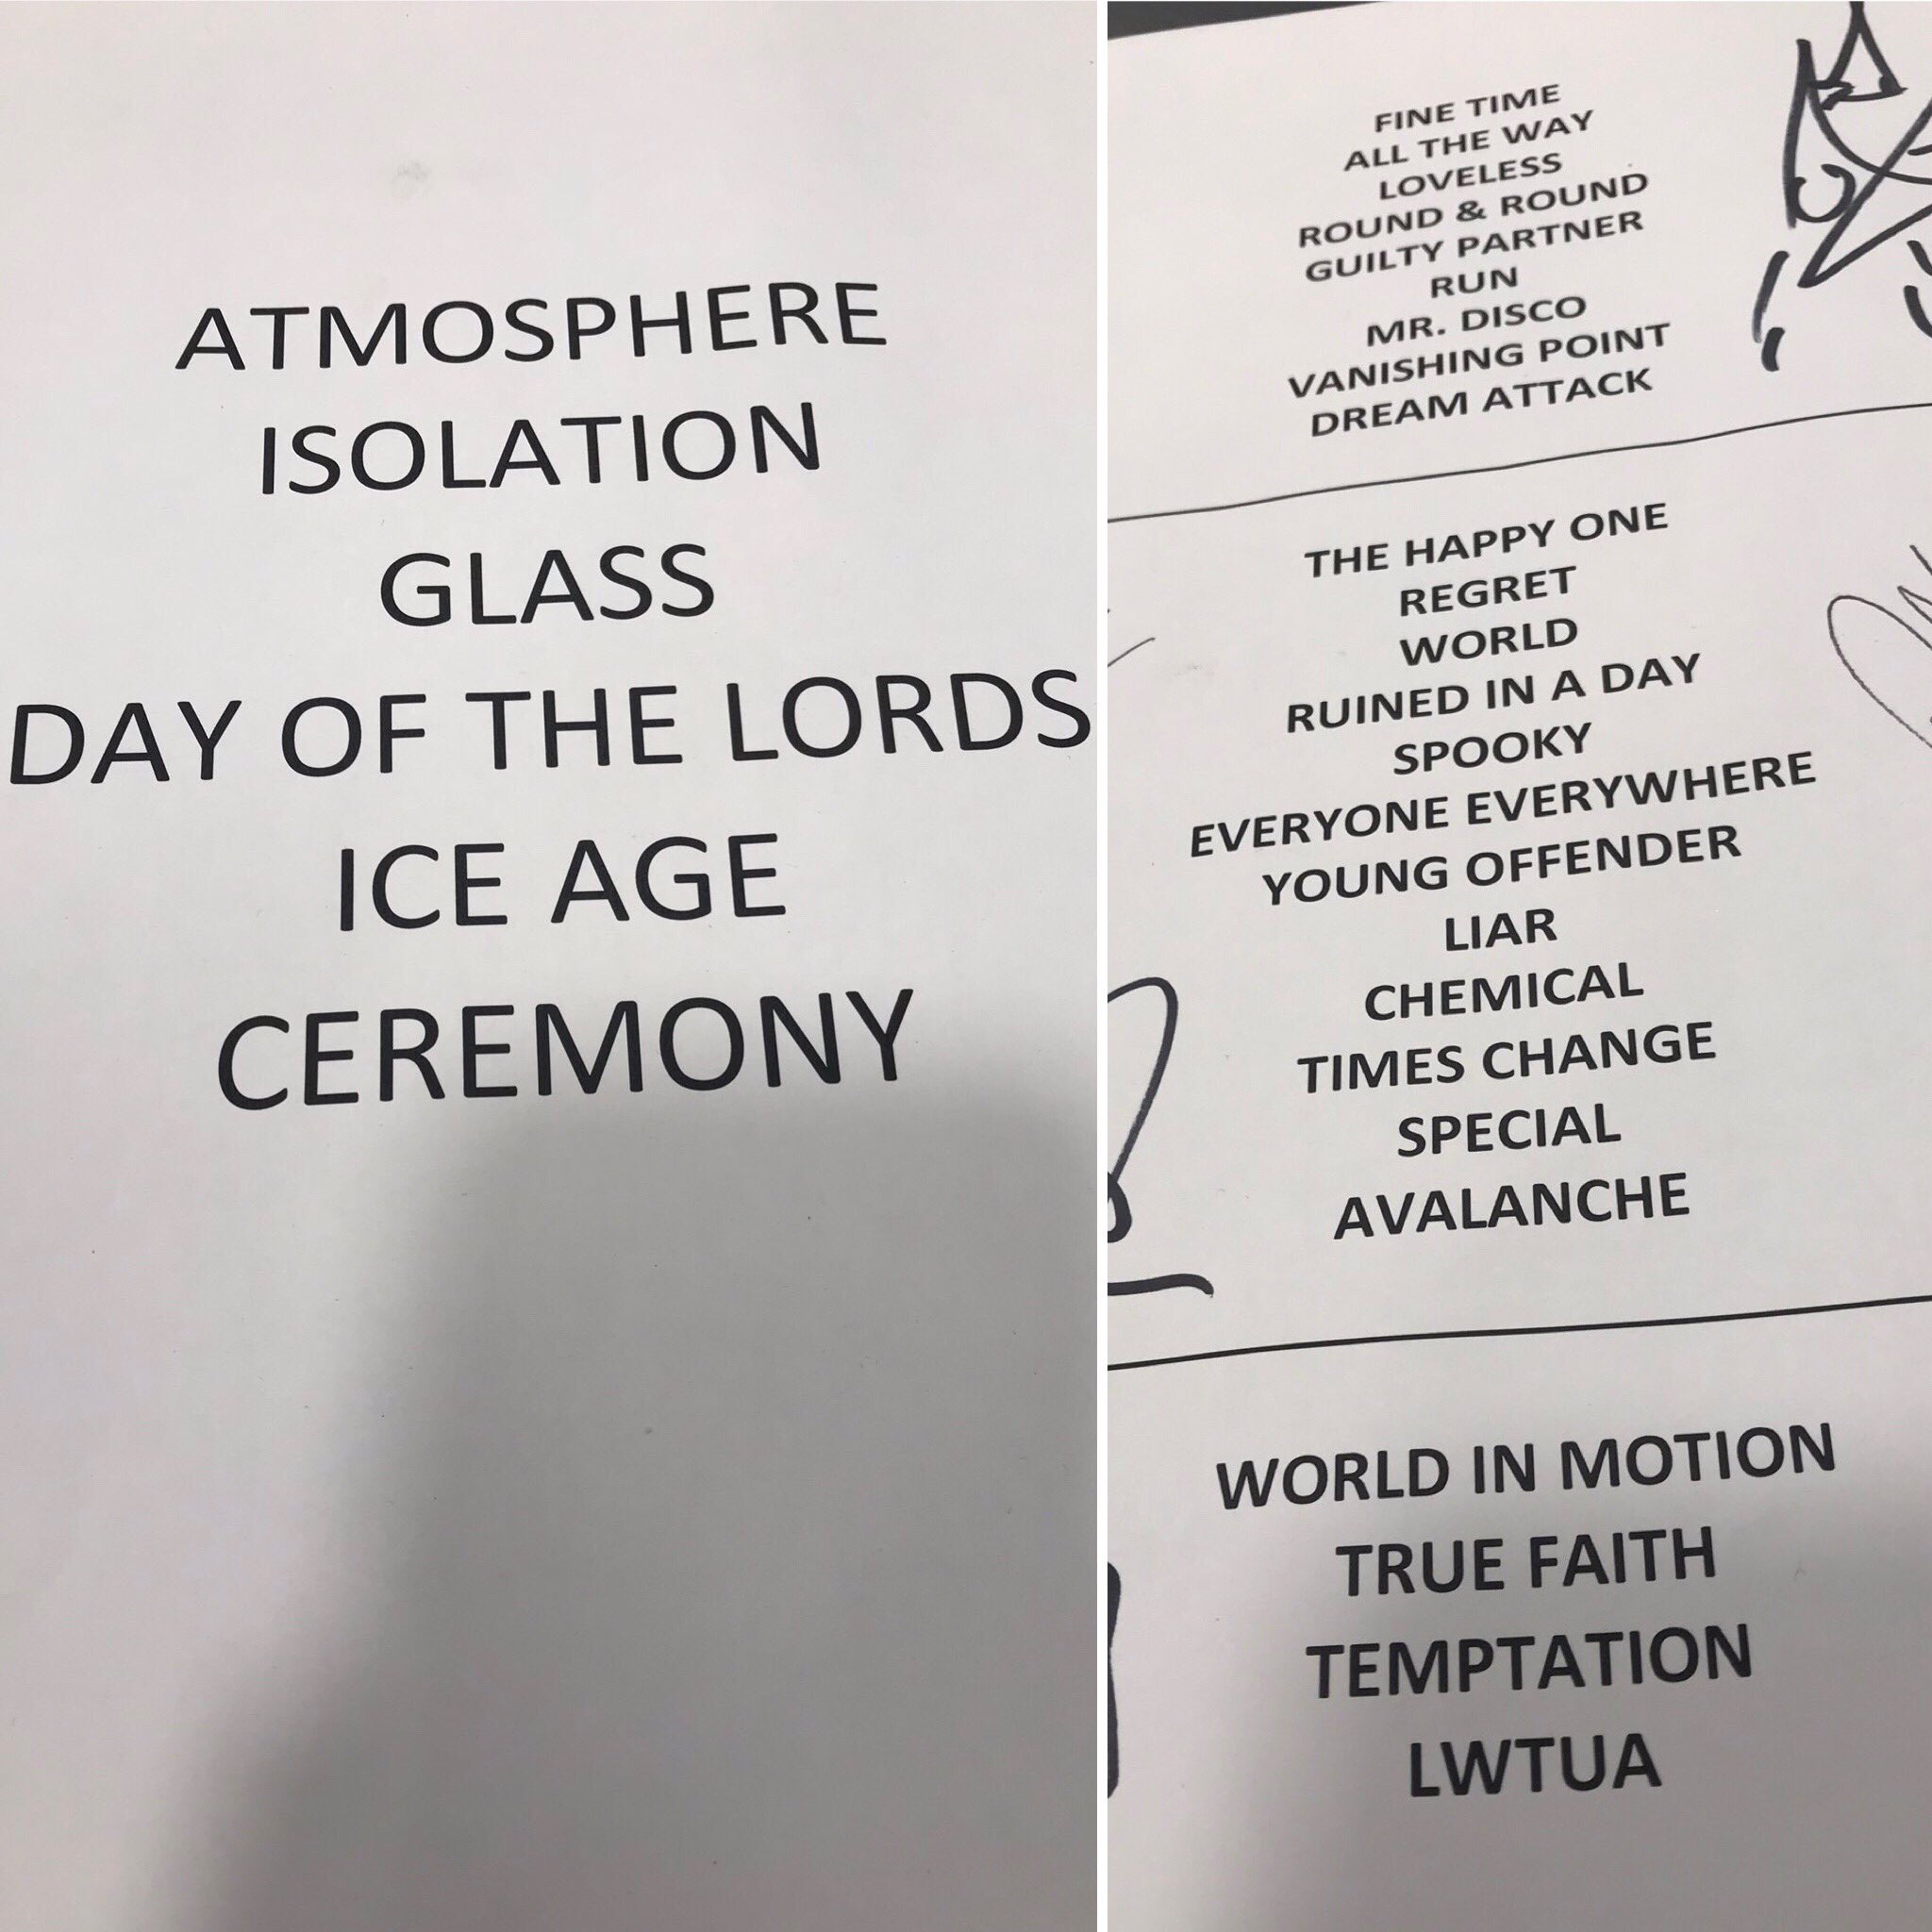 ATMOSPHERE
ISOLATION
GLASS
DAY OF THE LORDS
ICE AGE
CEREMONY
FINE TIME
ALL THE WAY
LOVELESS
ROUND & ROUND
GUILTY PARTNER
RUN
MR. DISCO
VANISHING POINT
DREAM ATTACK
THE HAPPY ONE
REGRET
WORLD
RUINED IN A DAY
SPOOKY
EVERYONE EVERYWHERE
YOUNG OFFENDER
LIAR
CHEMICAL
TIMES CHANGE
SPECIAL
AVALANCHE
WORLD IN MOTION
TRUE FAITH
TEMPTATION
LWTUA